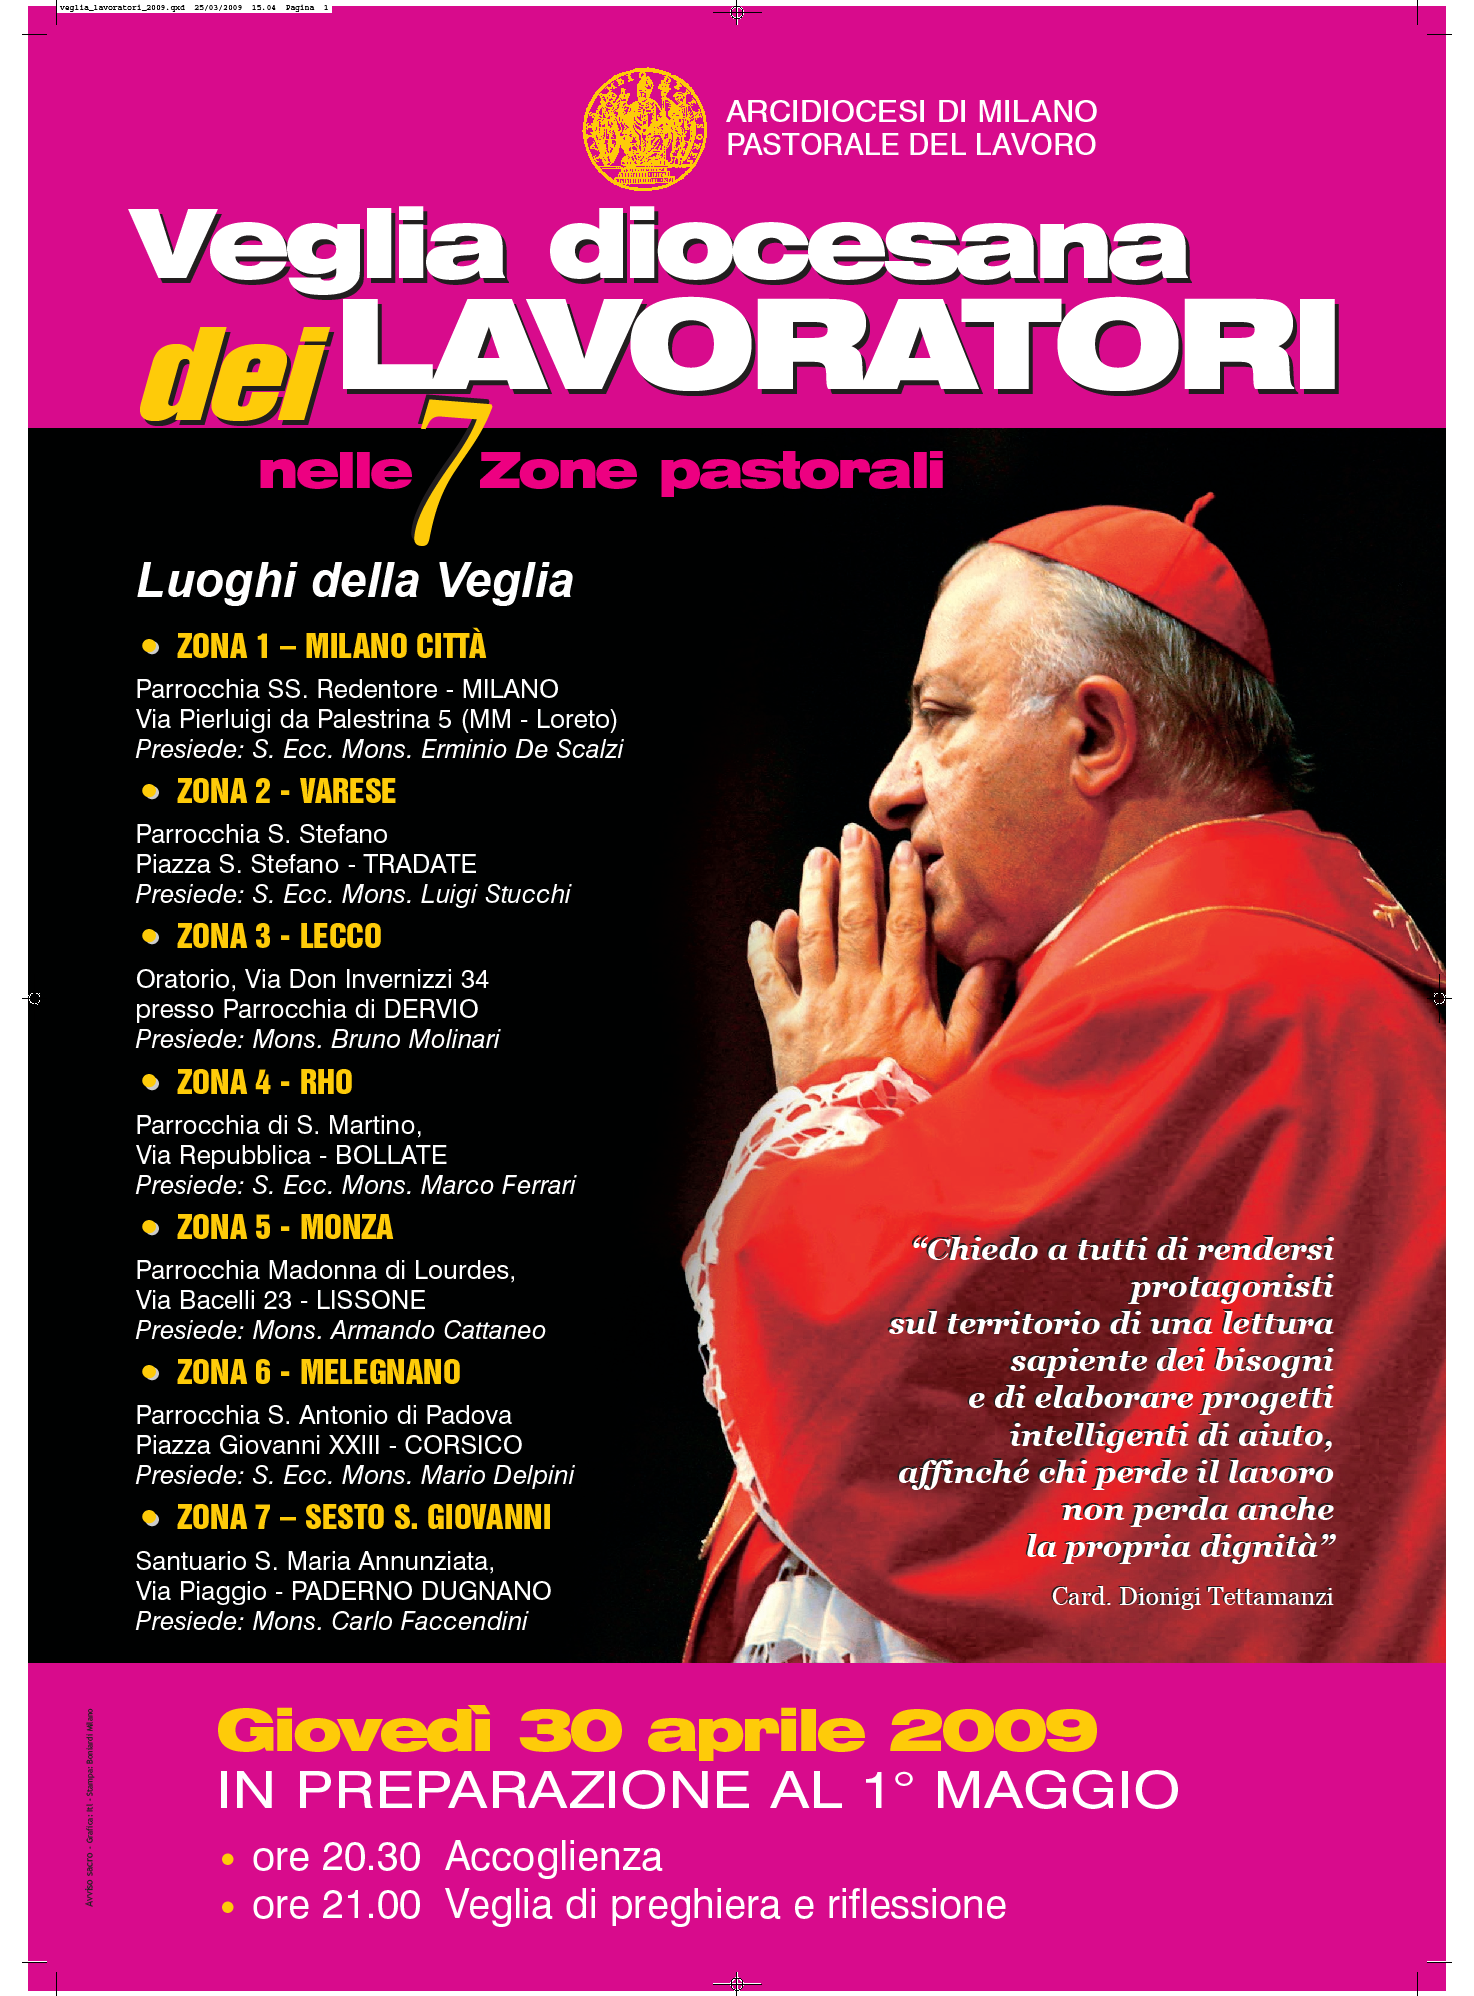 veglia_lavoratori_2009.qxd 25/03/2009 15.04 Pagina 1
ARCIDIOCESI DI MILANO
PASTORALE DEL LAVORO
Veglia diocesana
dei LAVORATORI
nelle 7 Zone pastorali
Luoghi della Veglia
• ZONA 1 – MILANO CITTÀ
Parrocchia SS. Redentore - MILANO
Via Pierluigi da Palestrina 5 (MM - Loreto)
Presiede: S. Ecc. Mons. Erminio De Scalzi
• ZONA 2 - VARESE
Parrocchia S. Stefano
Piazza S. Stefano - TRADATE
Presiede: S. Ecc. Mons. Luigi Stucchi
• ZONA 3 - LECCO
Oratorio, Via Don Invernizzi 34
presso Parrocchia di DERVIO
Presiede: Mons. Bruno Molinari
• ZONA 4 - RHO
Parrocchia di S. Martino,
Via Repubblica - BOLLATE
Presiede: S. Ecc. Mons. Marco Ferrari
• ZONA 5 - MONZA
Parrocchia Madonna di Lourdes,
Via Bacelli 23 - LISSONE
Presiede: Mons. Armando Cattaneo
• ZONA 6 - MELEGNANO
Parrocchia S. Antonio di Padova
Piazza Giovanni XXIII - CORSICO
Presiede: S. Ecc. Mons. Mario Delpini
• ZONA 7 – SESTO S. GIOVANNI
Santuario S. Maria Annunziata,
Via Piaggio - PADERNO DUGNANO
Presiede: Mons. Carlo Faccendini
“Chiedo a tutti di rendersi
protagonisti
sul territorio di una lettura
sapiente dei bisogni
e di elaborare progetti
intelligenti di aiuto,
affinché chi perde il lavoro
non perda anche
la propria dignità”
Card. Dionigi Tettamanzi
Giovedì 30 aprile 2009
IN PREPARAZIONE AL 1° MAGGIO
• ore 20.30 Accoglienza
• ore 21.00 Veglia di preghiera e riflessione
Avviso sacro - Grafica: Itl - Stampa: Boniardi Milano